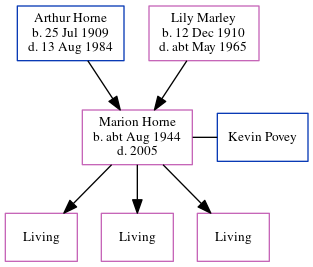 Arthur Horne
b. 25 Jul 1909
d. 13 Aug 1984
Lily Marley
b. 12 Dec 1910
d. abt May 1965
Marion Horne
b. abt Aug 1944
d. 2005
Kevin Povey
Living
Living
Living